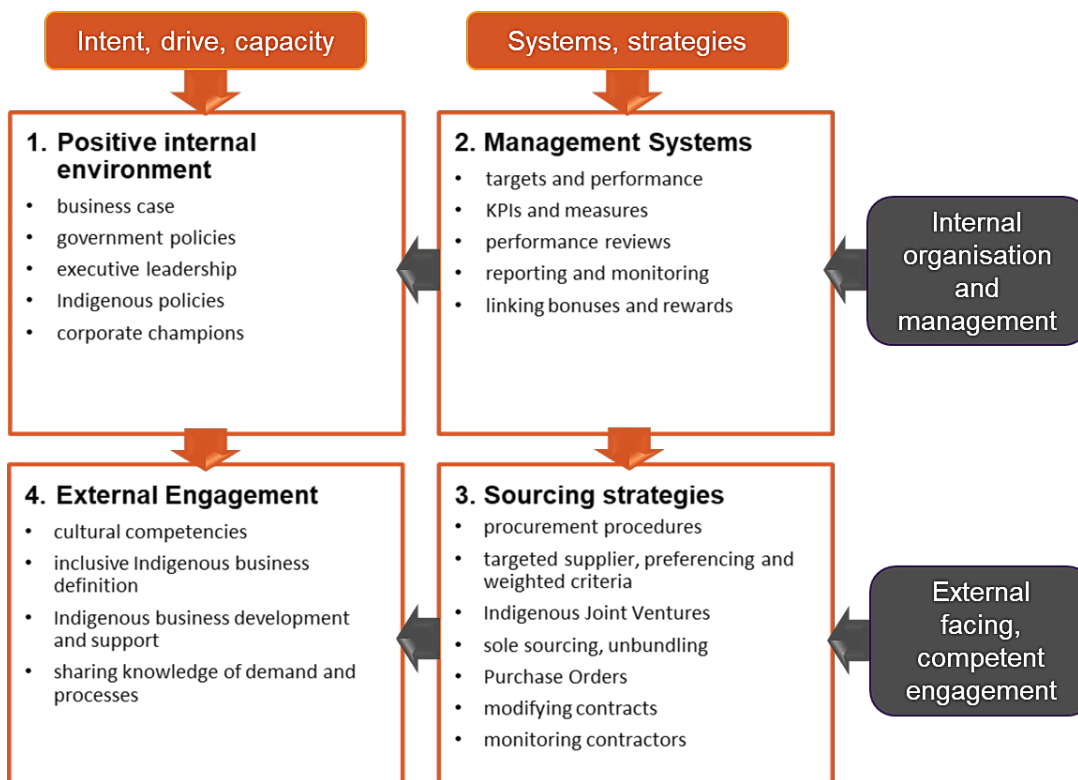 Intent, drive, capacity
Systems, strategies
1. Positive internal
environment
• business case
• government policies
• executive leadership
• Indigenous policies
• corporate champions
2. Management Systems
• targets and performance
• KPIs and measures
• performance reviews
• reporting and monitoring
• linking bonuses and rewards
Internal
organisation
and
management
4. External Engagement
• cultural competencies
• inclusive Indigenous business
definition
• Indigenous business development
and support
• sharing knowledge of demand and
processes
3. Sourcing strategies
• procurement procedures
• targeted supplier, preferencing and
weighted criteria
• Indigenous Joint Ventures
• sole sourcing, unbundling
• Purchase Orders
• modifying contracts
• monitoring contractors
External
facing,
competent
engagement